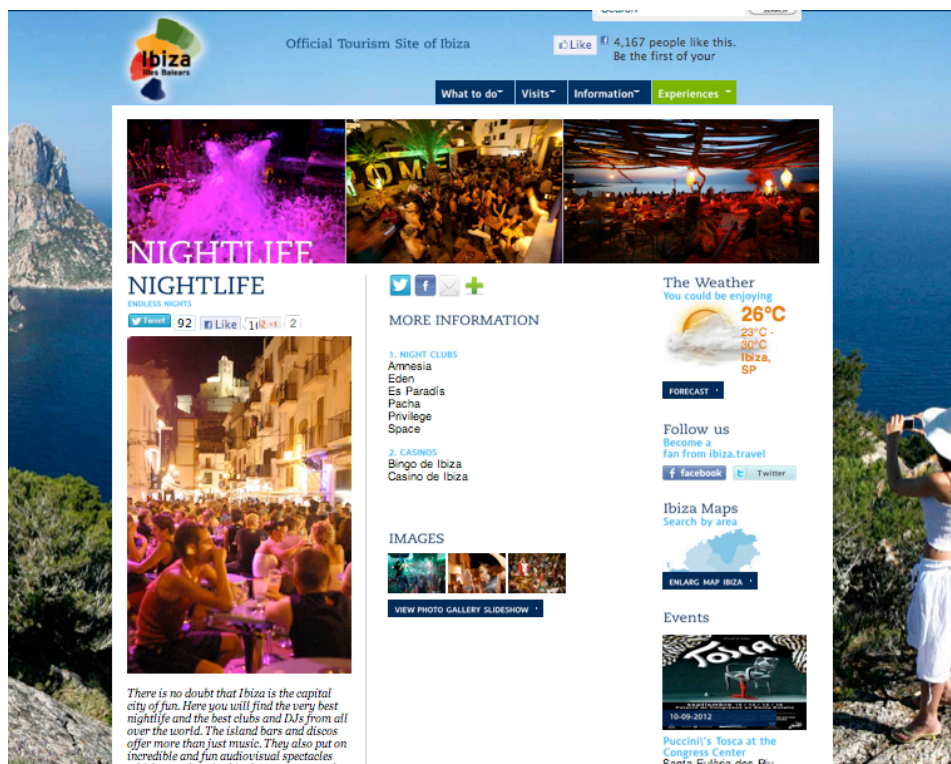 Ibiza
Illes Balears
Official Tourism Site of Ibiza
Like
4,167 people like this.
Be the first of your
What to do
Visits
Information
Experiences
OME
NIGHTLIFE
NIGHTLIFE
ENDLESS NIGHTS
Tweet 92 Like 2
MORE INFORMATION
1. NIGHT CLUBS
Amnesia
Eden
Es Paradís
Pacha
Privilege
Space
2. CASINOS
Bingo de Ibiza
Casino de Ibiza
IMAGES
VIEW PHOTO GALLERY SLIDESHOW
The Weather
You could be enjoying
26°C
23°C -
30°C
Ibiza,
SP
FORECAST
Follow us
Become a
fan from ibiza.travel
facebook
Twitter
Ibiza Maps
Search by area
ENLARG MAP IBIZA
Events
TOSCA
10-09-2012
Puccini\'s Tosca at the
Congress Center
Santa Eulària des Riu
There is no doubt that Ibiza is the capital
city of fun. Here you will find the very best
nightlife and the best clubs and DJs from all
over the world. The island bars and discos
offer more than just music. They also put on
incredible and fun audiovisual spectacles